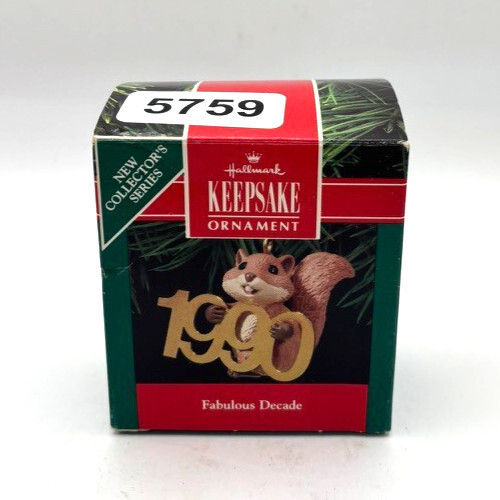 5759
NEW
COLLECTOR'S
SERIES
Hallmark
KEEPSAKE
ORNAMENT
1990
Fabulous Decade